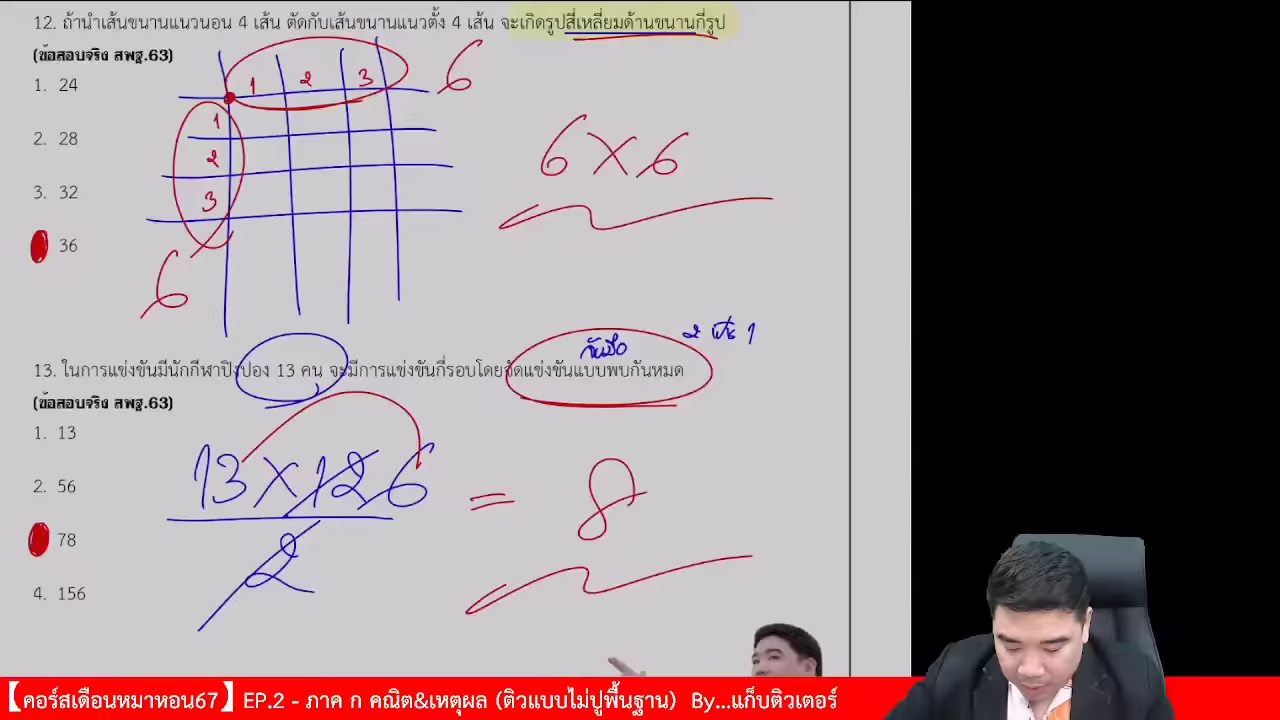 12. ถ้านำเส้นขนานแนวนอน 4 เส้น ตัดกับเส้นขนานแนวตั้ง 4 เส้น จะเกิดรูปสี่เหลี่ยมด้านขนานกี่รูป
(ข้อสอบจริง สพฐ.63)
1. 24
2. 28
3. 32
36
1 2 3
6
1
2
3
6
6 × 6
จับมือ
13. ในการแข่งขันมีนักกีฬาปิงปอง 13 คน จะมีการแข่งขันกี่รอบโดยจัดแข่งขันแบบพบกันหมด
(ข้อสอบจริง สพฐ.63)
1. 13
2. 56
78
4. 156
13 × 12 6
2
= 8
【คอร์สเดือนหมาหอน67】 EP.2 - ภาค ก คณิต&เหตุผล (ติวแบบไม่ปูพื้นฐาน) By...แก็บติวเตอร์